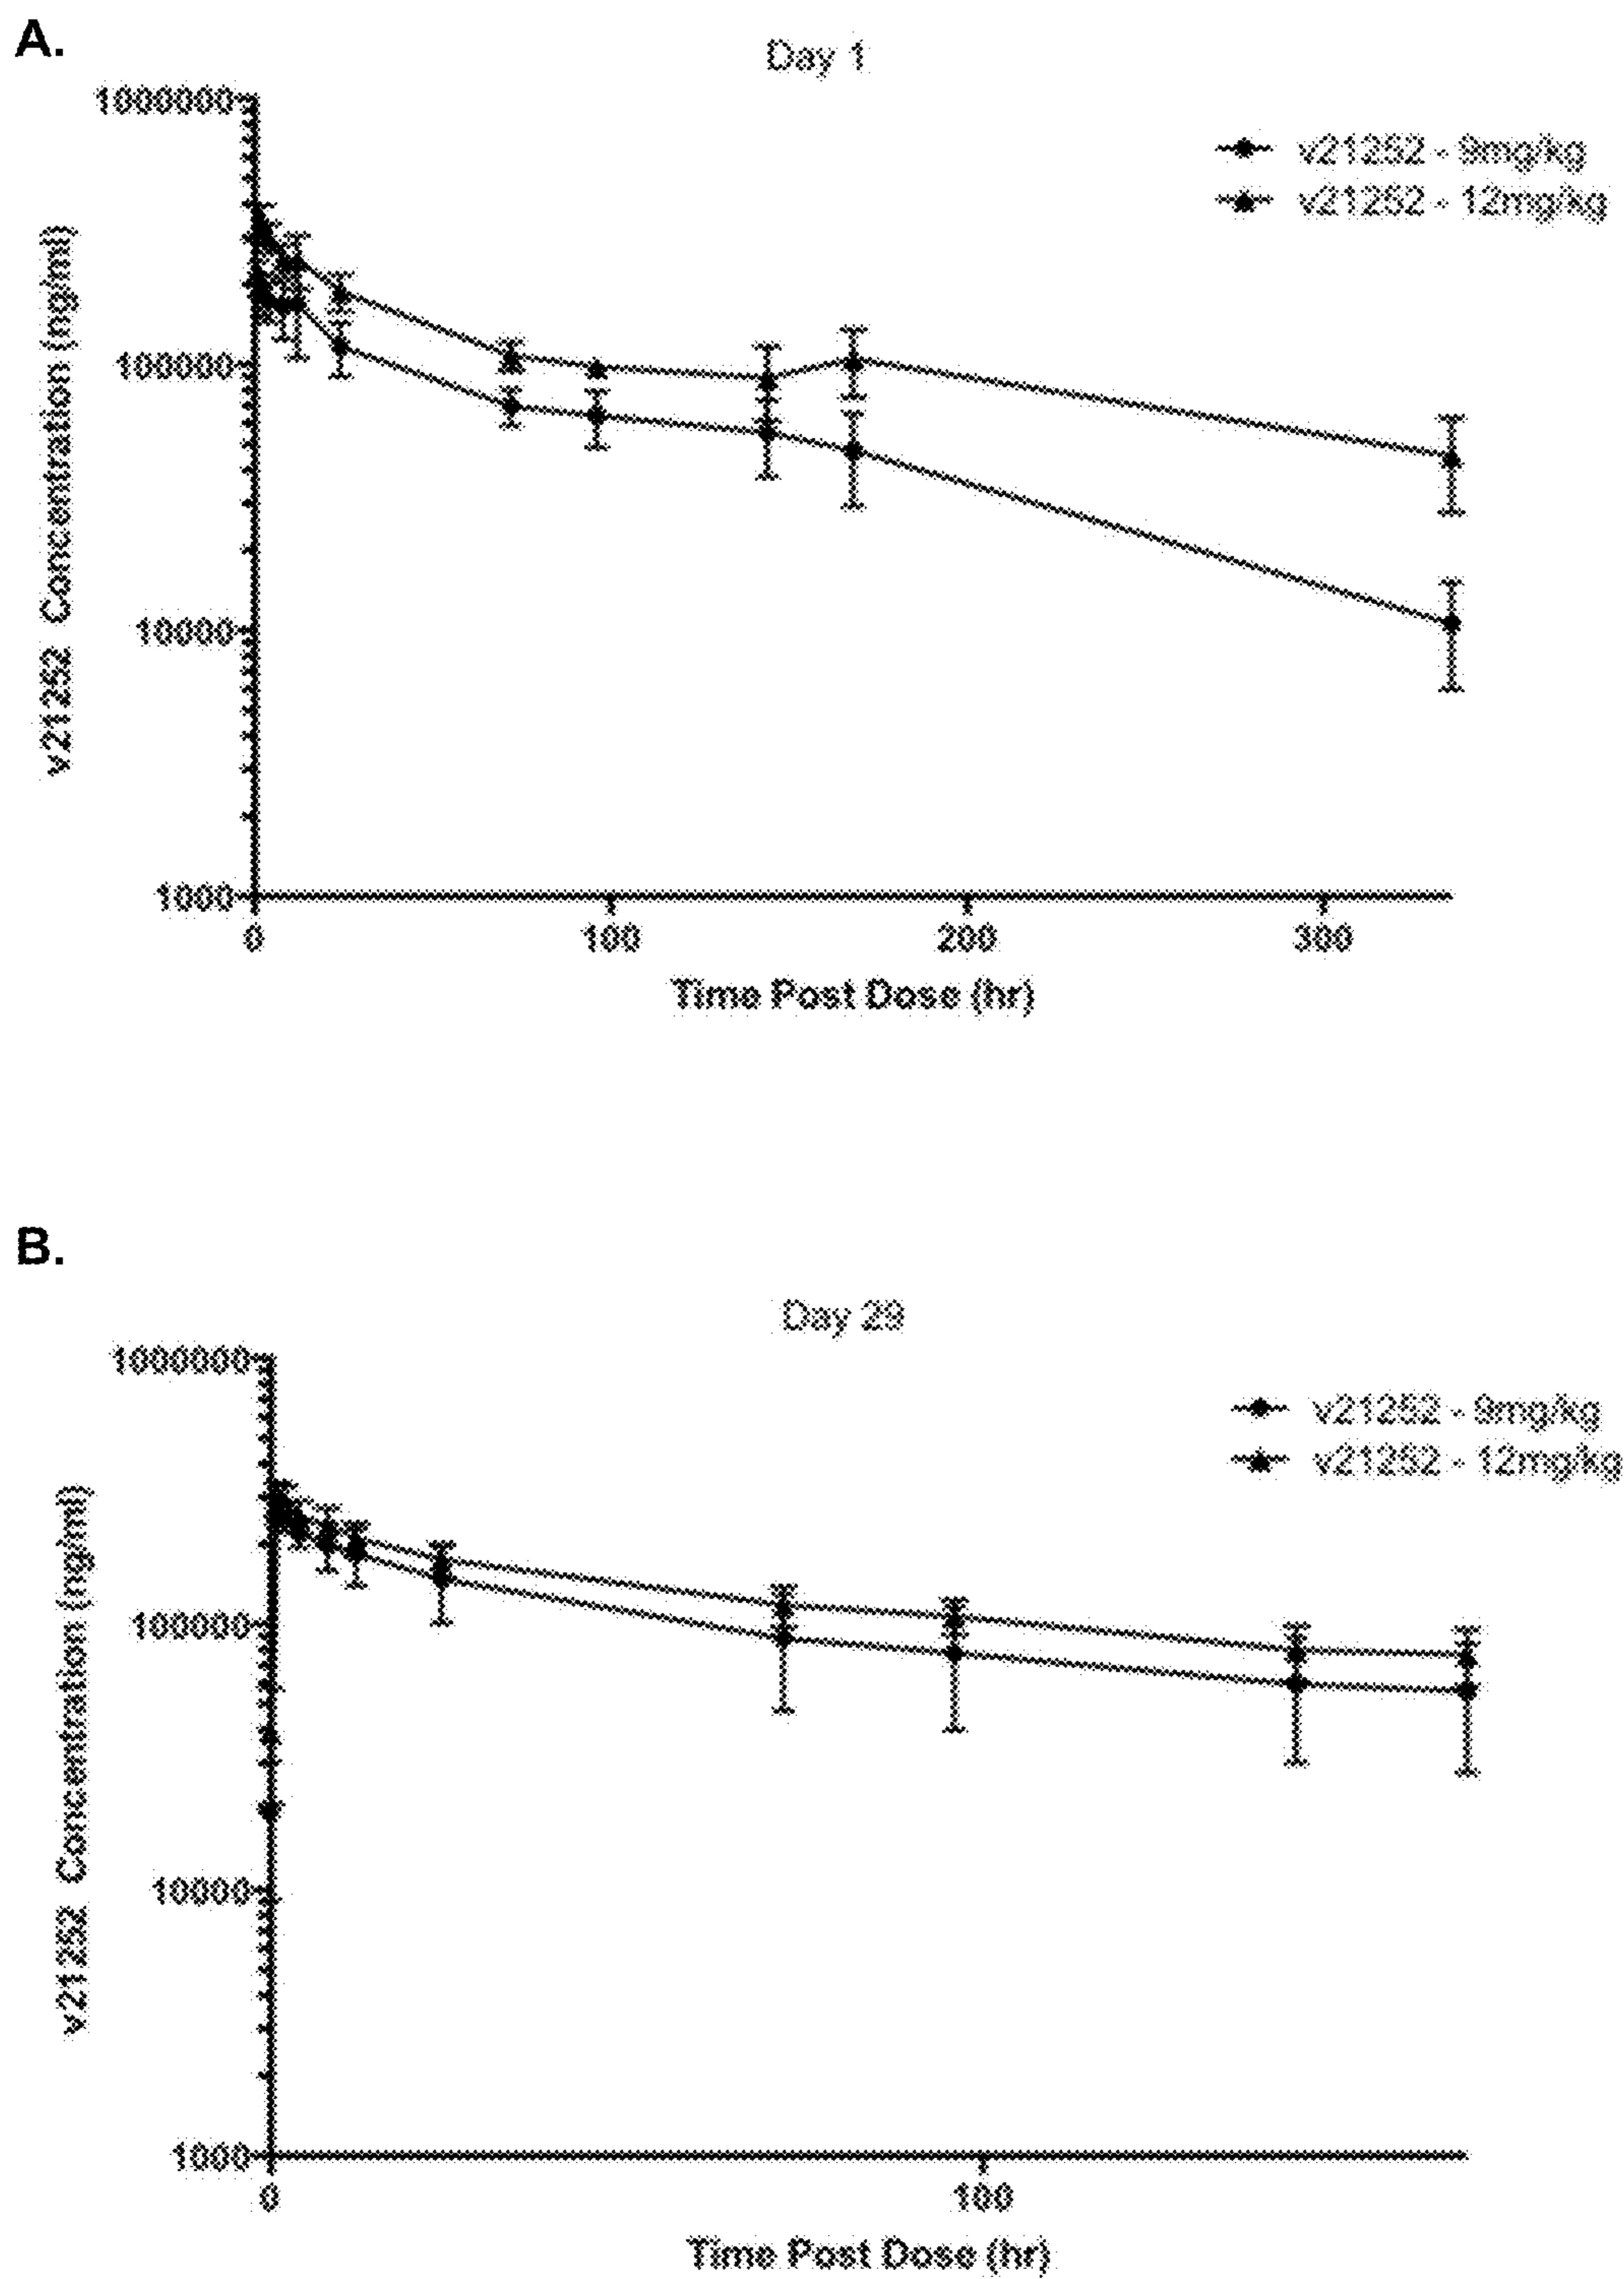 A.
Day 1
1000000
100000
10000
1000
v21252 Concentration (ng/ml)
v21252 - 9mg/kg
v21252 - 12mg/kg
0 100 200 300
Time Post Dose (hr)
B.
Day 29
1000000
100000
10000
1000
v21252 Concentration (ng/ml)
v21252 - 9mg/kg
v21252 - 12mg/kg
0 100
Time Post Dose (hr)